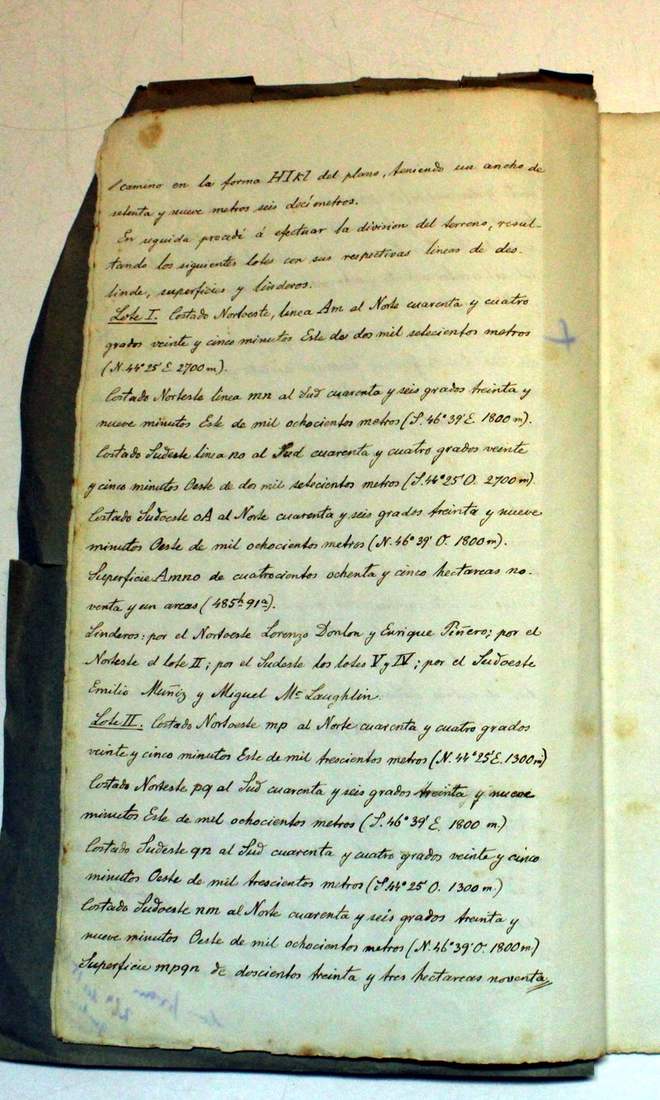 camino en la forma HIKl del plano, teniendo un ancho de
setenta y nueve metros seis decímetros.
En seguida procedí á efectuar la division del terreno, resul-
tando los siguientes lotes con sus respectivas líneas de des-
linde, superficies y linderos.
Lote I. Costado Noroeste, linea Am al Norte cuarenta y cuatro
grados veinte y cinco minutos Este de dos mil setecientos metros
(N. 44° 25' E. 2700 m).
Costado Noreste linea mn al Sud cuarenta y seis grados treinta y
nueve minutos Este de mil ochocientos metros (S. 46° 39' E. 1800 m).
Costado Sudeste linea no al Sud cuarenta y cuatro grados veinte
y cinco minutos Oeste de dos mil setecientos metros (S. 44° 25' O. 2700 m).
Costado Sudoeste oA al Norte cuarenta y seis grados treinta y nueve
minutos Oeste de mil ochocientos metros (N. 46° 39' O. 1800 m).
Superficie Amno de cuatrocientos ochenta y cinco hectareas no-
venta y un areas (485h 91a).
Linderos: por el Noroeste Lorenzo Donlon y Enrique Piñero; por el
Noreste el lote II; por el Sudeste los lotes V y IV; por el Sudoeste
Emilio Muñiz y Miguel Mc Laughlin.
Lote II. Costado Noroeste mp al Norte cuarenta y cuatro grados
veinte y cinco minutos Este de mil trescientos metros (N. 44° 25' E. 1300 m)
Costado Noreste pq al Sud cuarenta y seis grados treinta y nueve
minutos Este de mil ochocientos metros (S. 46° 39' E. 1800 m)
Costado Sudeste qn al Sud cuarenta y cuatro grados veinte y cinco
minutos Oeste de mil trescientos metros (S. 44° 25' O. 1300 m)
Costado Sudoeste nm al Norte cuarenta y seis grados treinta y
nueve minutos Oeste de mil ochocientos metros (N. 46° 39' O. 1800 m)
Superficie mpqn de doscientos treinta y tres hectareas noventa